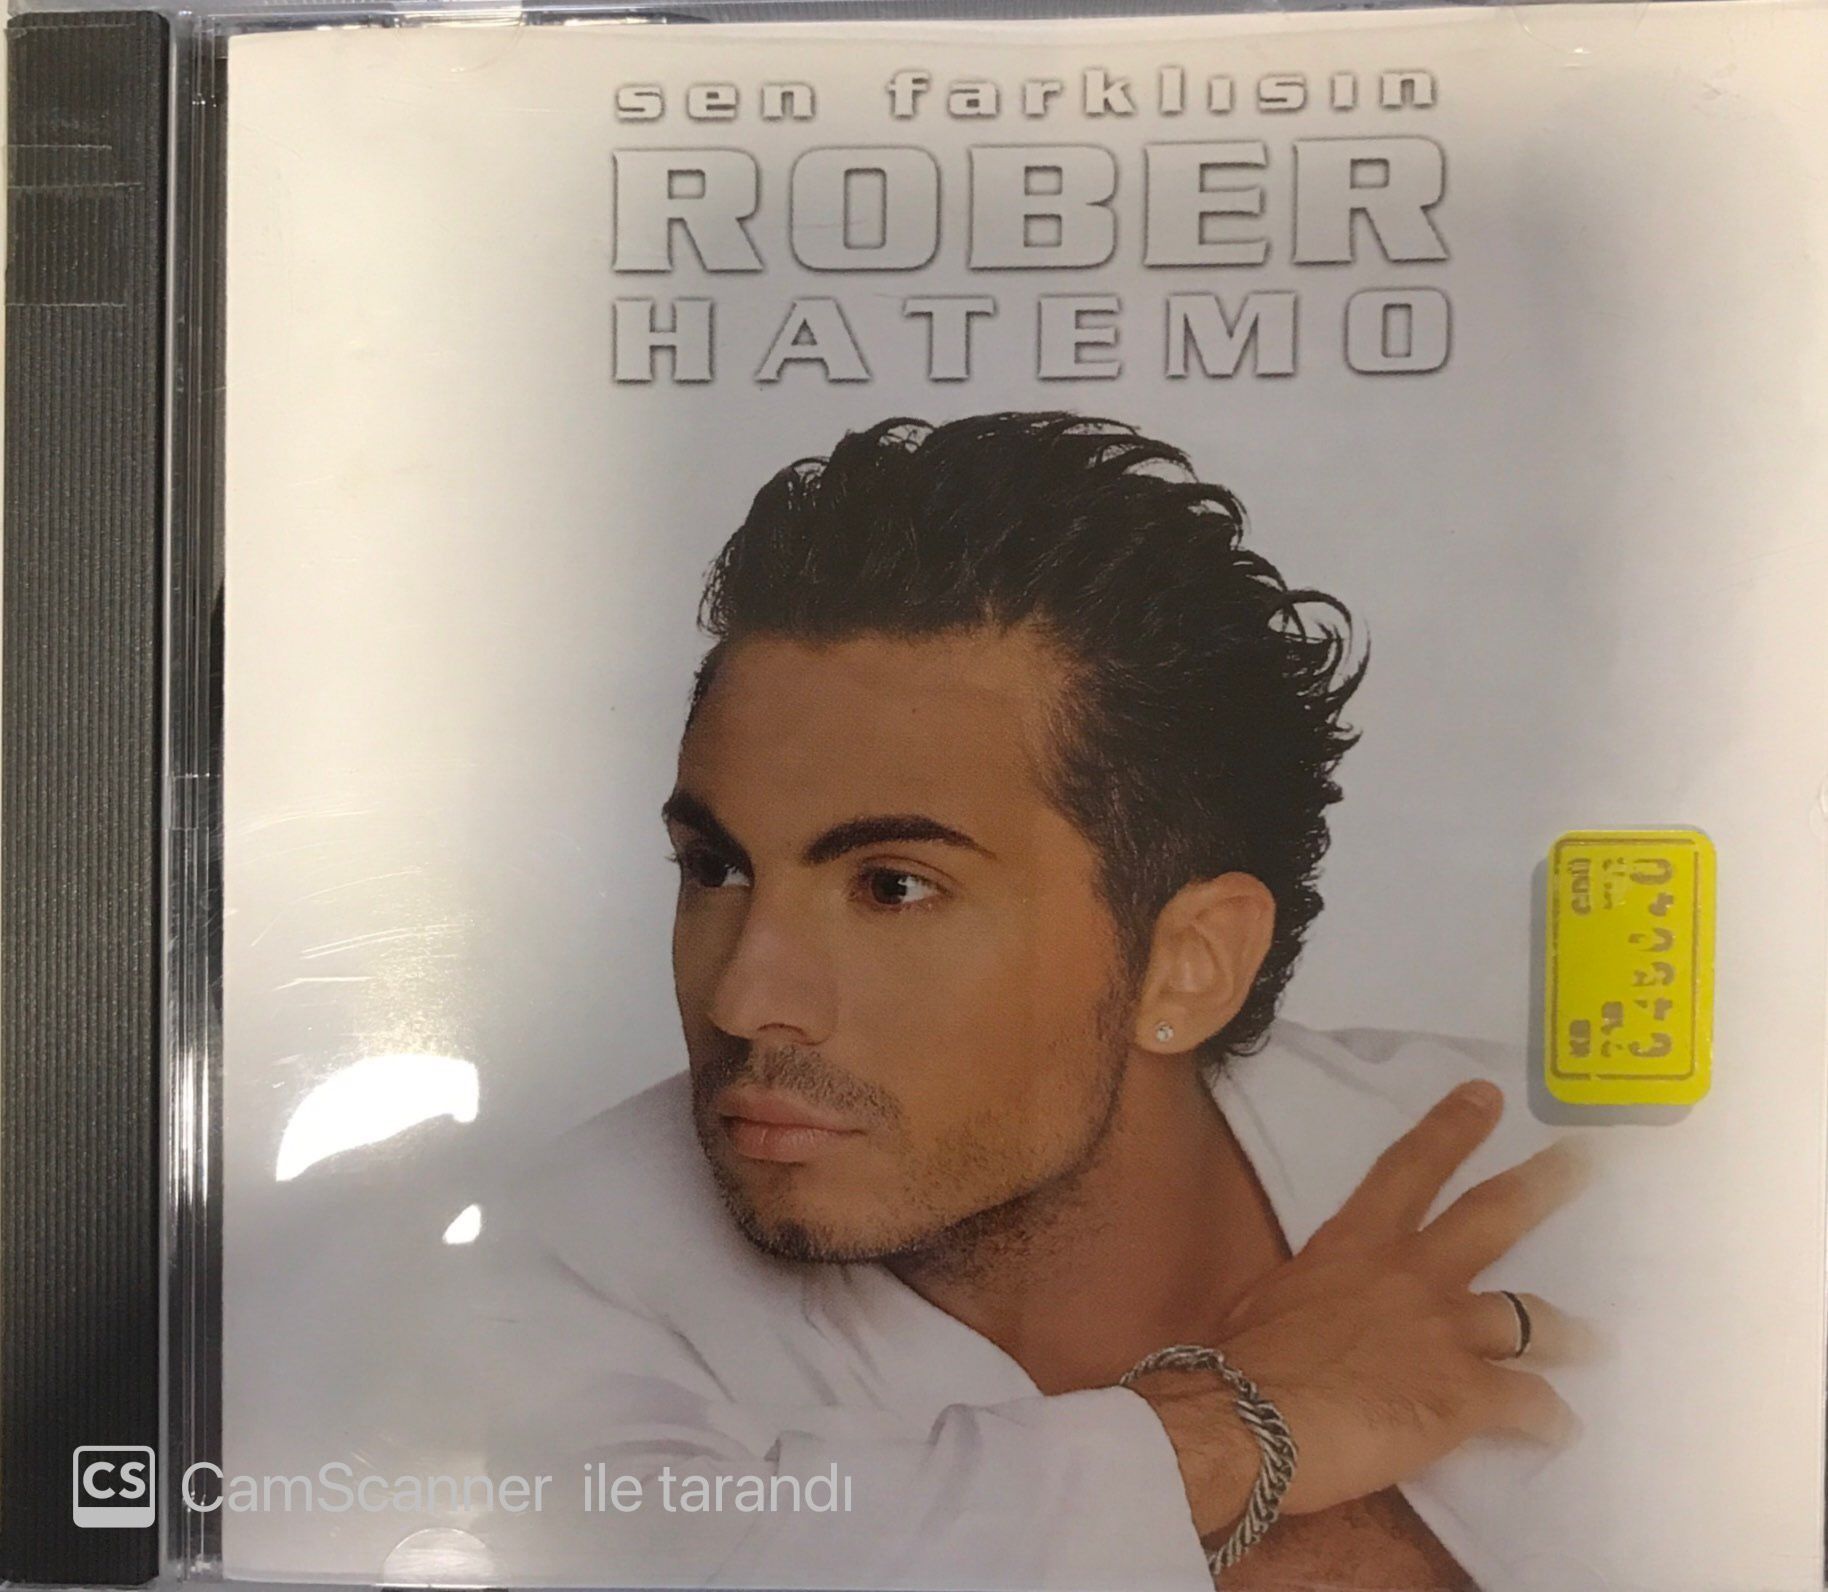 sen farklısın
ROBER
HATEMO
CS CamScanner ile tarandı